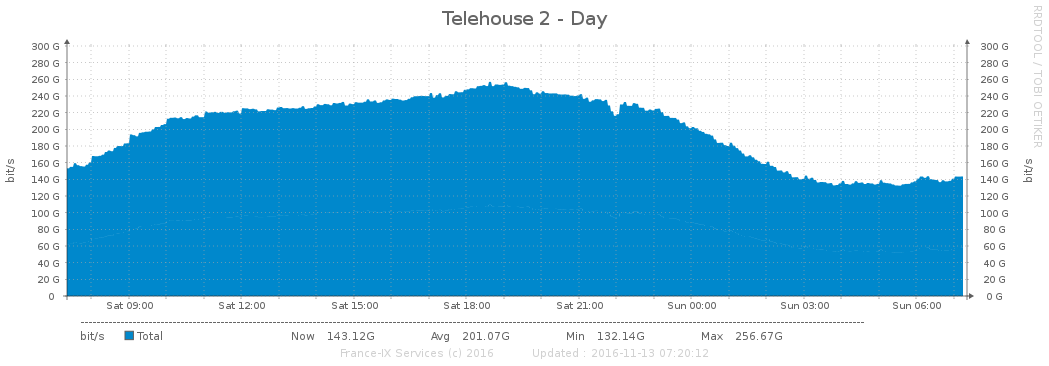 Telehouse 2 - Day
RRDTOOL / TOBI OETIKER
bit/s
300 G 300 G
280 G 280 G
260 G 260 G
240 G 240 G
220 G 220 G
200 G 200 G
180 G 180 G
160 G 160 G
140 G 140 G
120 G 120 G
100 G 100 G
80 G 80 G
60 G 60 G
40 G 40 G
20 G 20 G
0 0 G
bit/s
Sat 09:00 Sat 12:00 Sat 15:00 Sat 18:00 Sat 21:00 Sun 00:00 Sun 03:00 Sun 06:00
bit/s Total Now 143.12G Avg 201.07G Min 132.14G Max 256.67G
France-IX Services (c) 2016 Updated : 2016-11-13 07:20:12